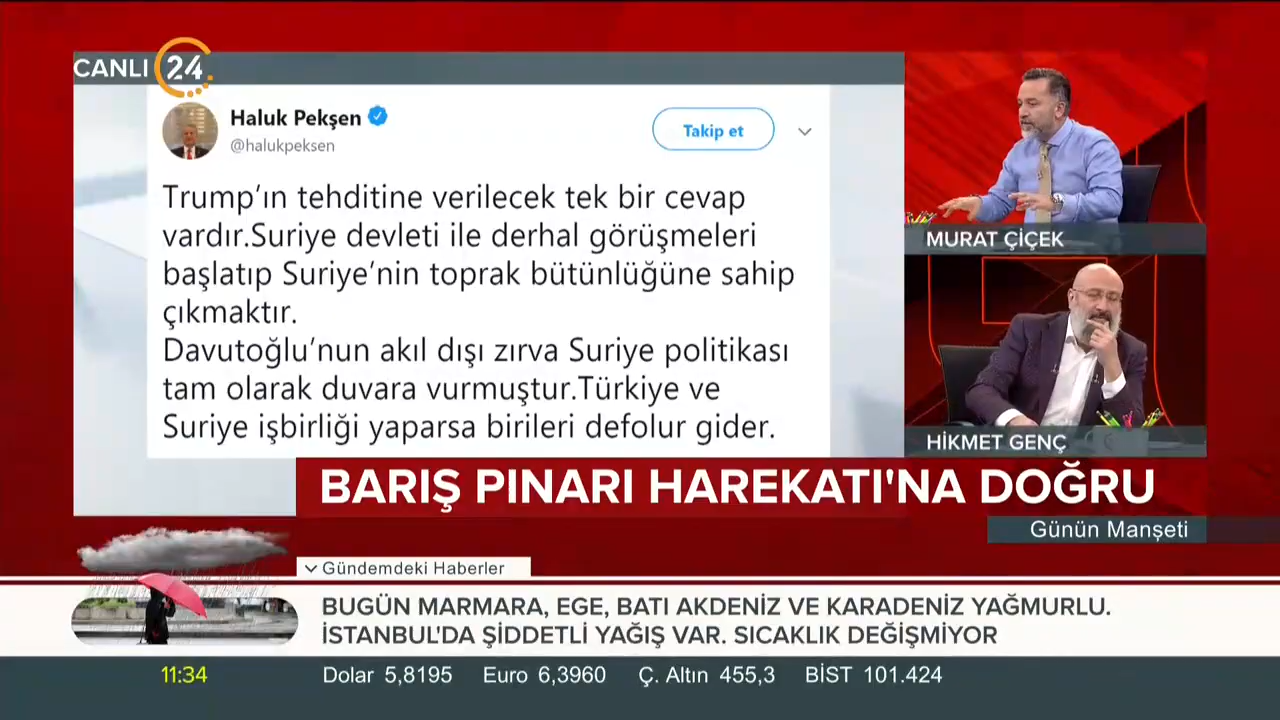 CANLI 24
Haluk Pekşen
@halukpeksen
Takip et
Trump'ın tehditine verilecek tek bir cevap
vardır.Suriye devleti ile derhal görüşmeleri
başlatıp Suriye'nin toprak bütünlüğüne sahip
çıkmaktır.
Davutoğlu'nun akıl dışı zırva Suriye politikası
tam olarak duvara vurmuştur.Türkiye ve
Suriye işbirliği yaparsa birileri defolur gider.
MURAT ÇİÇEK
HİKMET GENÇ
BARIŞ PINARI HAREKATI'NA DOĞRU
Günün Manşeti
Gündemdeki Haberler
BUGÜN MARMARA, EGE, BATI AKDENİZ VE KARADENİZ YAĞMURLU.
İSTANBUL'DA ŞİDDETLİ YAĞIŞ VAR. SICAKLIK DEĞİŞMİYOR
11:34 Dolar 5,8195 Euro 6,3960 Ç. Altın 455,3 BİST 101.424